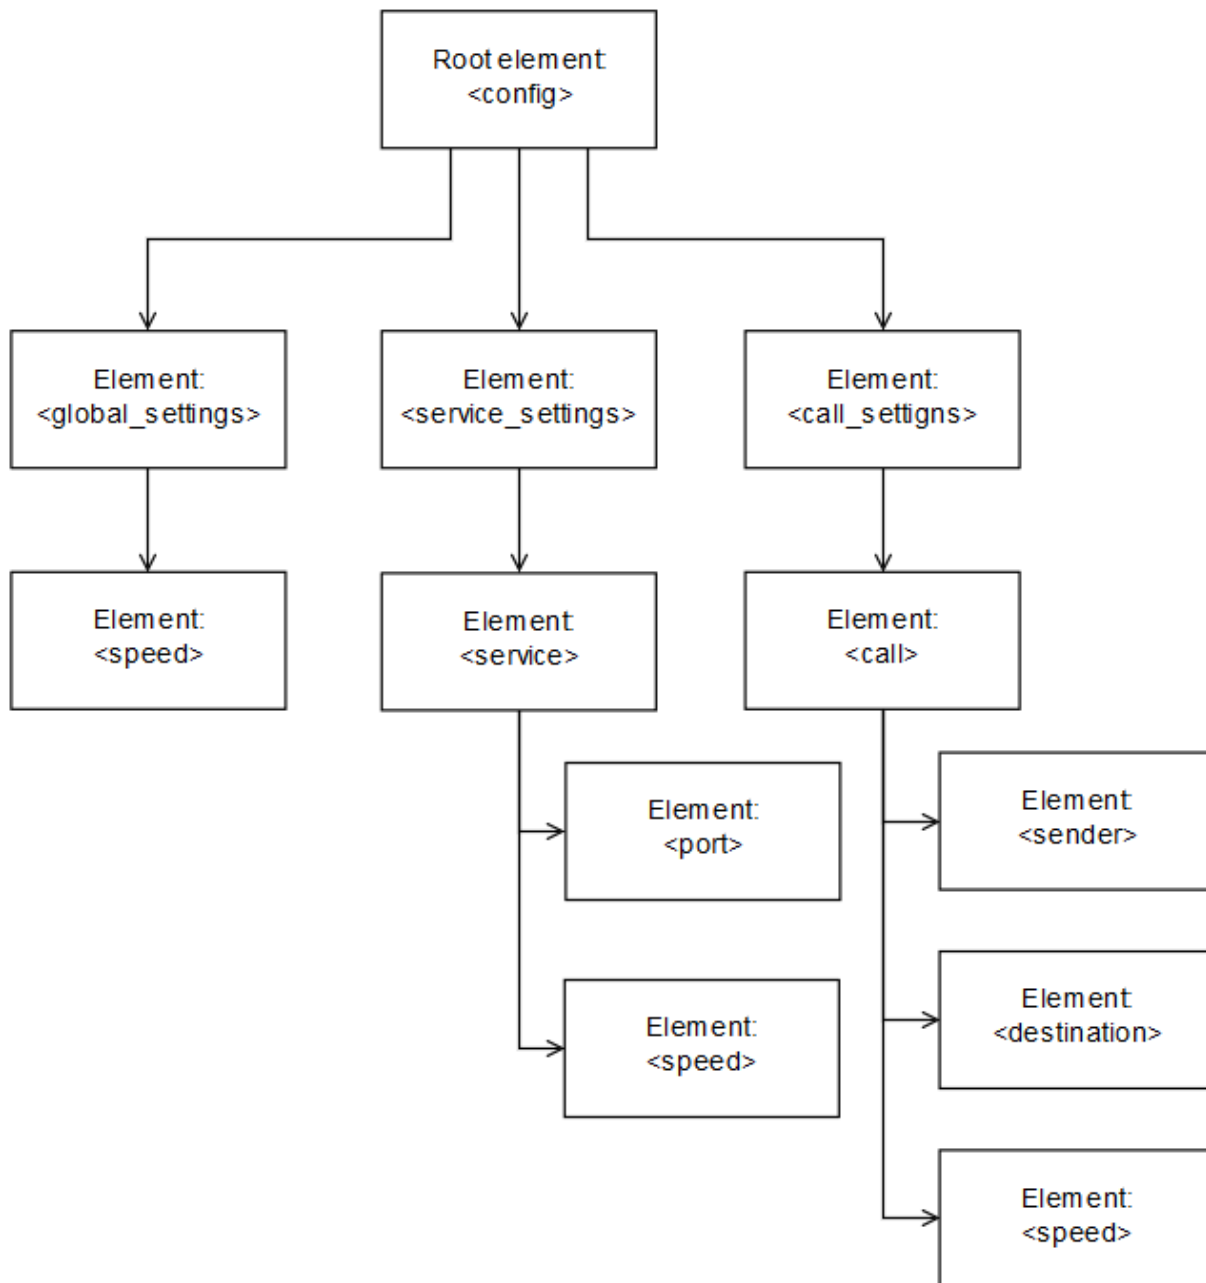 Root element:
<config>
Element:
<global_settings>
Element:
<service_settings>
Element:
<call_settigns>
Element:
<speed>
Element:
<service>
Element:
<call>
Element:
<port>
Element:
<sender>
Element:
<speed>
Element:
<destination>
Element:
<speed>